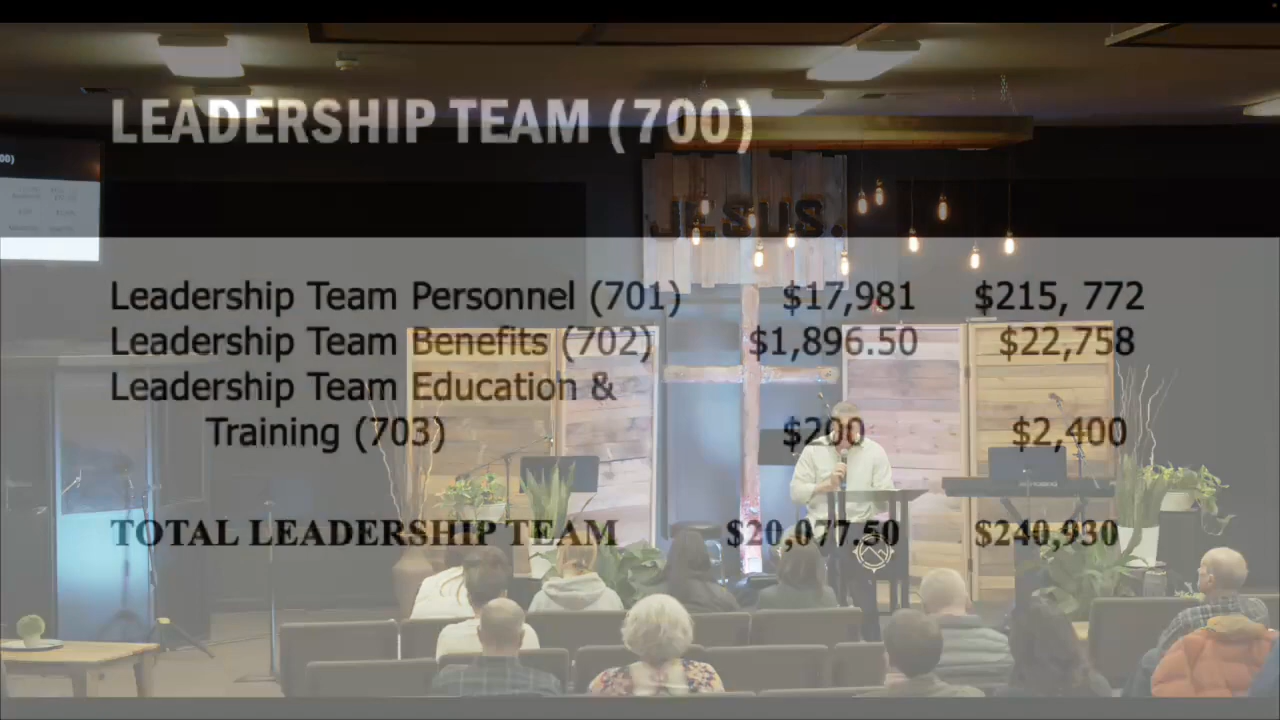 LEADERSHIP TEAM (700)
00)
JESUS.
Leadership Team Personnel (701) $17,981 $215, 772
Leadership Team Benefits (702) $1,896.50 $22,758
Leadership Team Education &
Training (703) $200 $2,400
TOTAL LEADERSHIP TEAM $20,077.50 $240,930